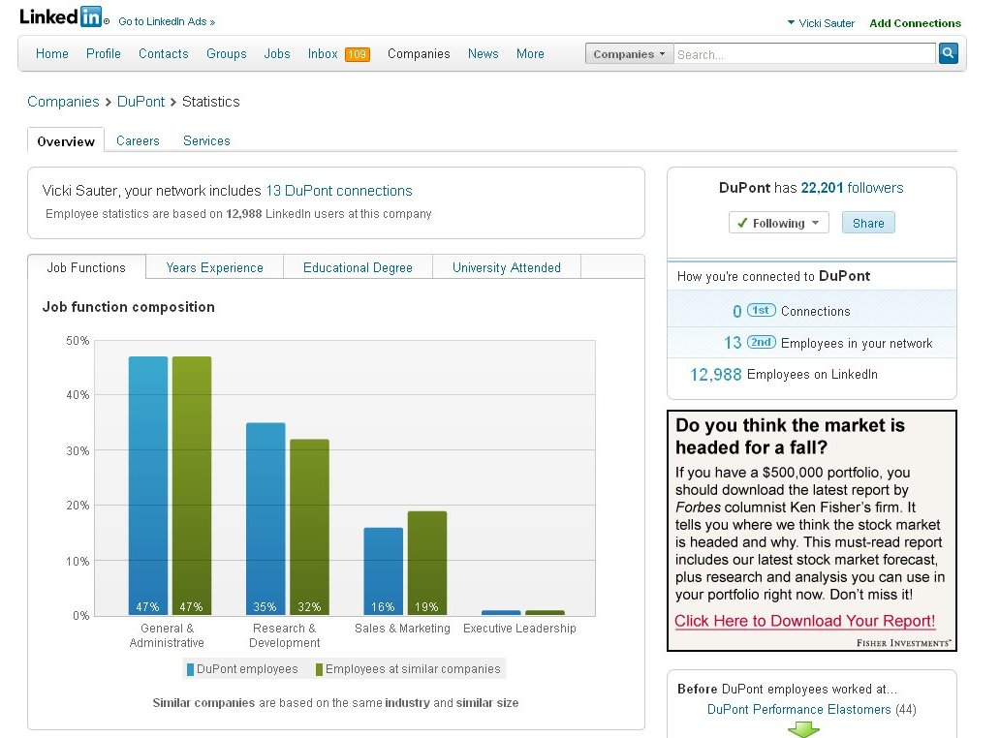 Linked in® Go to LinkedIn Ads »
Vicki Sauter Add Connections
Home Profile Contacts Groups Jobs Inbox 109 Companies News More Companies Search...
Companies > DuPont > Statistics
Overview Careers Services
Vicki Sauter, your network includes 13 DuPont connections
Employee statistics are based on 12,988 LinkedIn users at this company
Job Functions Years Experience Educational Degree University Attended
Job function composition
50%
40%
30%
20%
10%
0%
47% 47% 35% 32% 16% 19%
General &
Administrative
Research &
Development
Sales & Marketing
Executive Leadership
DuPont employees Employees at similar companies
Similar companies are based on the same industry and similar size
DuPont has 22,201 followers
Following Share
How you're connected to DuPont
0 1st Connections
13 2nd Employees in your network
12,988 Employees on LinkedIn
Do you think the market is
headed for a fall?
If you have a $500,000 portfolio, you
should download the latest report by
Forbes columnist Ken Fisher's firm. It
tells you where we think the stock market
is headed and why. This must-read report
includes our latest stock market forecast,
plus research and analysis you can use in
your portfolio right now. Don't miss it!
Click Here to Download Your Report!
FISHER INVESTMENTS™
Before DuPont employees worked at...
DuPont Performance Elastomers (44)